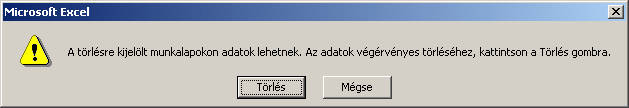 Microsoft Excel
A törlésre kijelölt munkalapokon adatok lehetnek. Az adatok végérvényes törléséhez, kattintson a Törlés gombra.
Törlés
Mégse